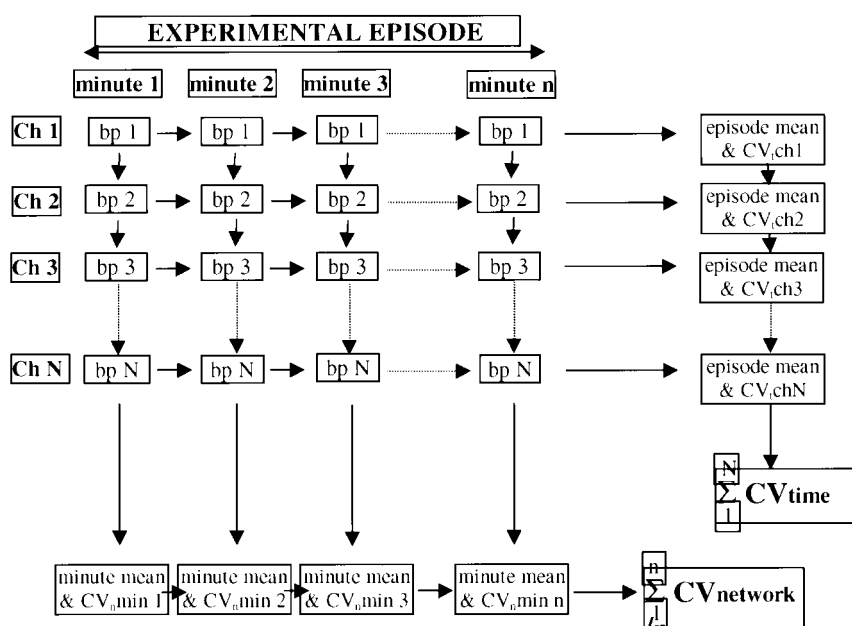 EXPERIMENTAL EPISODE
minute 1 minute 2 minute 3 minute n
Ch 1 bp 1 bp 1 bp 1 bp 1 episode mean
& CVtch1
Ch 2 bp 2 bp 2 bp 2 bp 2 episode mean
& CVtch2
Ch 3 bp 3 bp 3 bp 3 bp 3 episode mean
& CVtch3
Ch N bp N bp N bp N bp N episode mean
& CVtchN
N
Σ CVtime
1
minute mean minute mean minute mean minute mean
& CVnmin 1 & CVnmin 2 & CVnmin 3 & CVnmin n
n
Σ CVnetwork
1